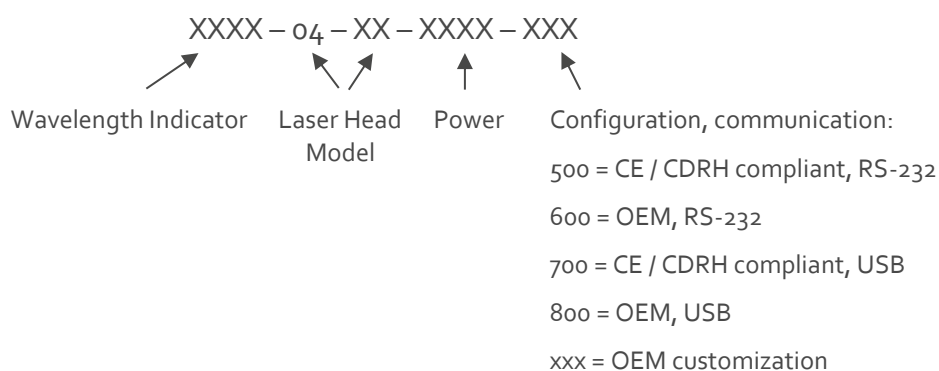 XXXX – 04 – XX – XXXX – XXX
Wavelength Indicator
Laser Head
Model
Power
Configuration, communication:
500 = CE / CDRH compliant, RS-232
600 = OEM, RS-232
700 = CE / CDRH compliant, USB
800 = OEM, USB
xxx = OEM customization